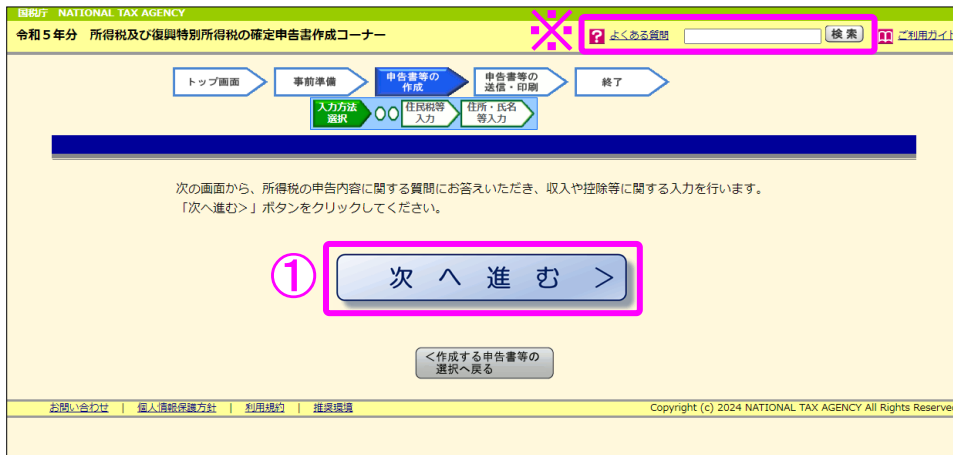 国税庁 NATIONAL TAX AGENCY
令和5年分 所得税及び復興特別所得税の確定申告書作成コーナー
※
? よくある質問
検索
ご利用ガイド
トップ画面
事前準備
申告書等の
作成
申告書等の
送信・印刷
終了
入力方法
選択
住民税等
入力
住所・氏名
等入力
次の画面から、所得税の申告内容に関する質問にお答えいただき、収入や控除等に関する入力を行います。
「次へ進む>」ボタンをクリックしてください。
①
次へ進む >
<作成する申告書等の
選択へ戻る
お問い合わせ | 個人情報保護方針 | 利用規約 | 推奨環境
Copyright (c) 2024 NATIONAL TAX AGENCY All Rights Reserve